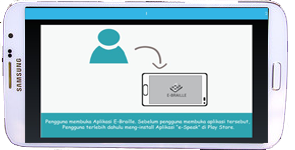 SAMSUNG
E-BRAILLE
Pengguna membuka Aplikasi E-Braille. Sebelum pengguna membuka aplikasi tersebut.
Pengguna terlebih dahulu meng-install Aplikasi "e-Speak" di Play Store.